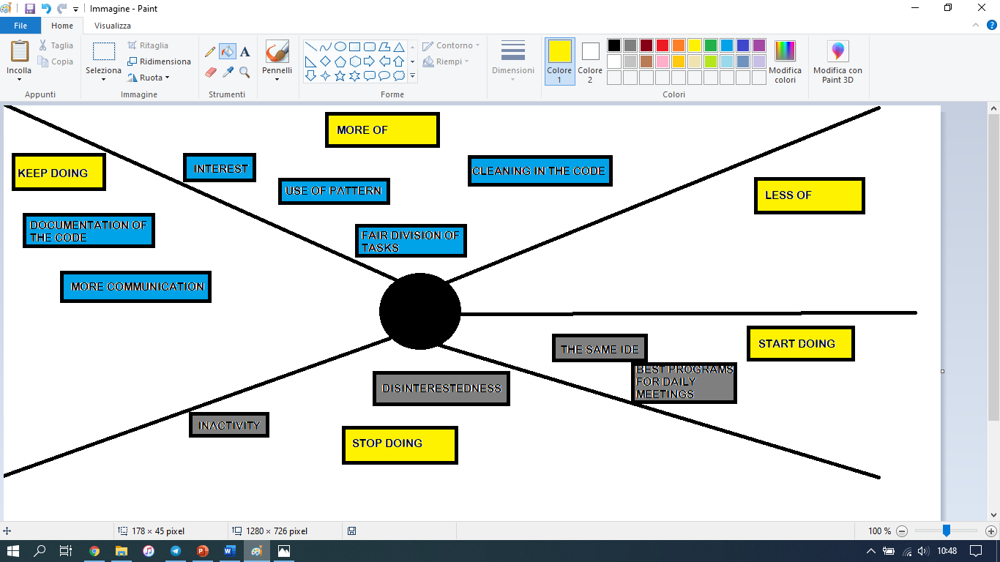 Immagine - Paint
File
Home
Visualizza
Incolla
Taglia
Copia
Appunti
Seleziona
Ritaglia
Ridimensiona
Ruota
Immagine
A
Strumenti
Pennelli
Contorno
Riempi
Forme
Dimensioni
Colore
1
Colore
2
Modifica
colori
Colori
Modifica con
Paint 3D
MORE OF
KEEP DOING
INTEREST
CLEANING IN THE CODE
USE OF PATTERN
LESS OF
DOCUMENTATION OF
THE CODE
FAIR DIVISION OF
TASKS
MORE COMMUNICATION
START DOING
THE SAME IDE
BEST PROGRAMS
FOR DAILY
MEETINGS
DISINTERESTEDNESS
INACTIVITY
STOP DOING
178 × 45 pixel
1280 × 726 pixel
100 %
10:48